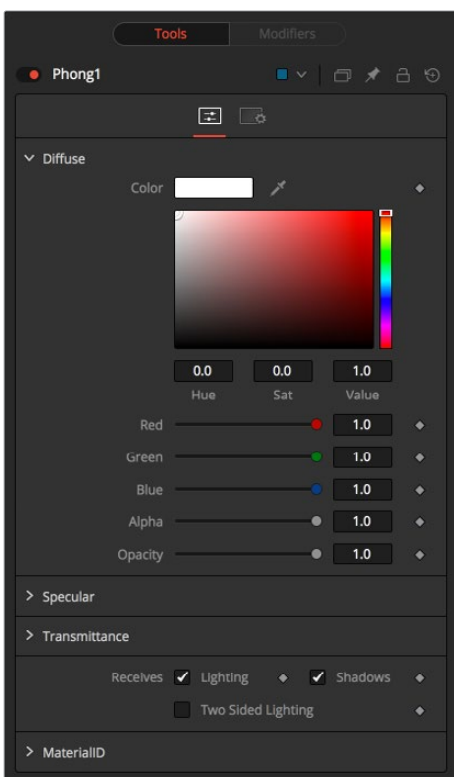 Tools Modifiers
Phong1
Diffuse
Color
0.0 0.0 1.0
Hue Sat Value
Red 1.0
Green 1.0
Blue 1.0
Alpha 1.0
Opacity 1.0
Specular
Transmittance
Receives Lighting Shadows
Two Sided Lighting
MaterialID